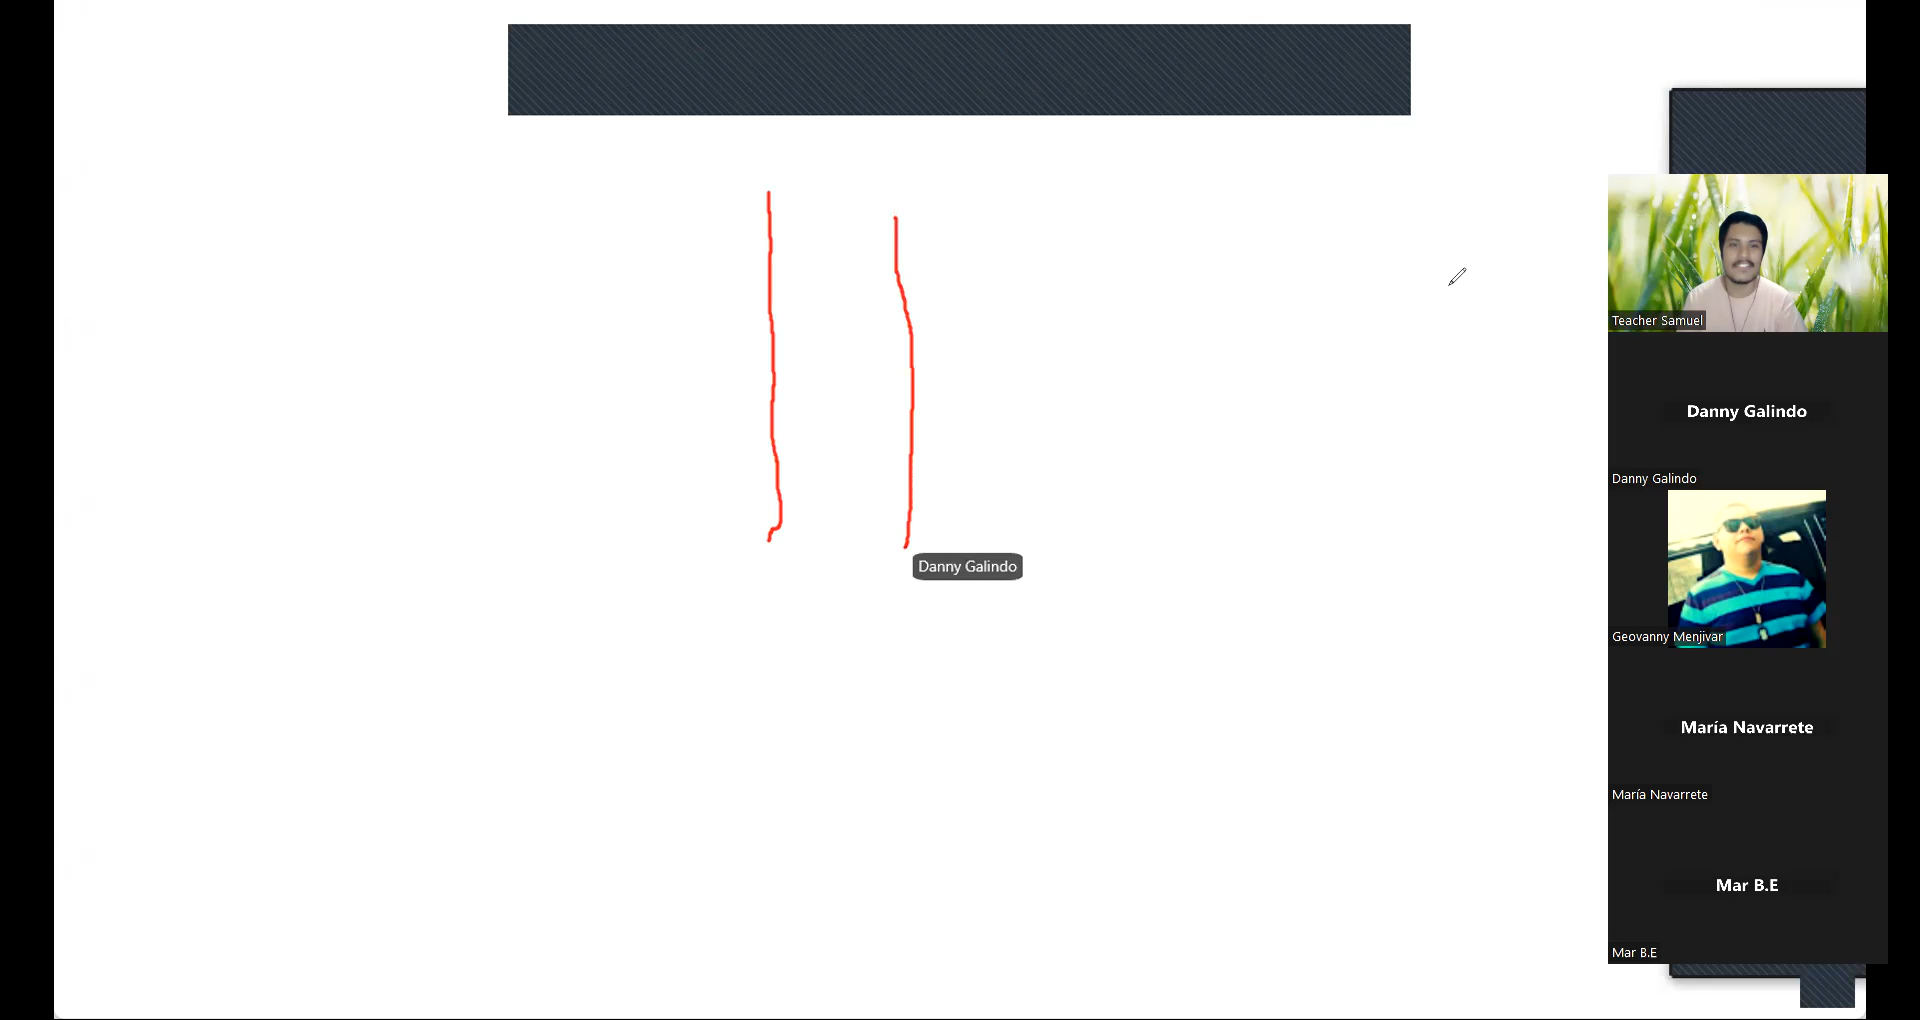 Teacher Samuel
Danny Galindo
Danny Galindo
Danny Galindo
Geovanny Menjivar
María Navarrete
María Navarrete
Mar B.E
Mar B.E